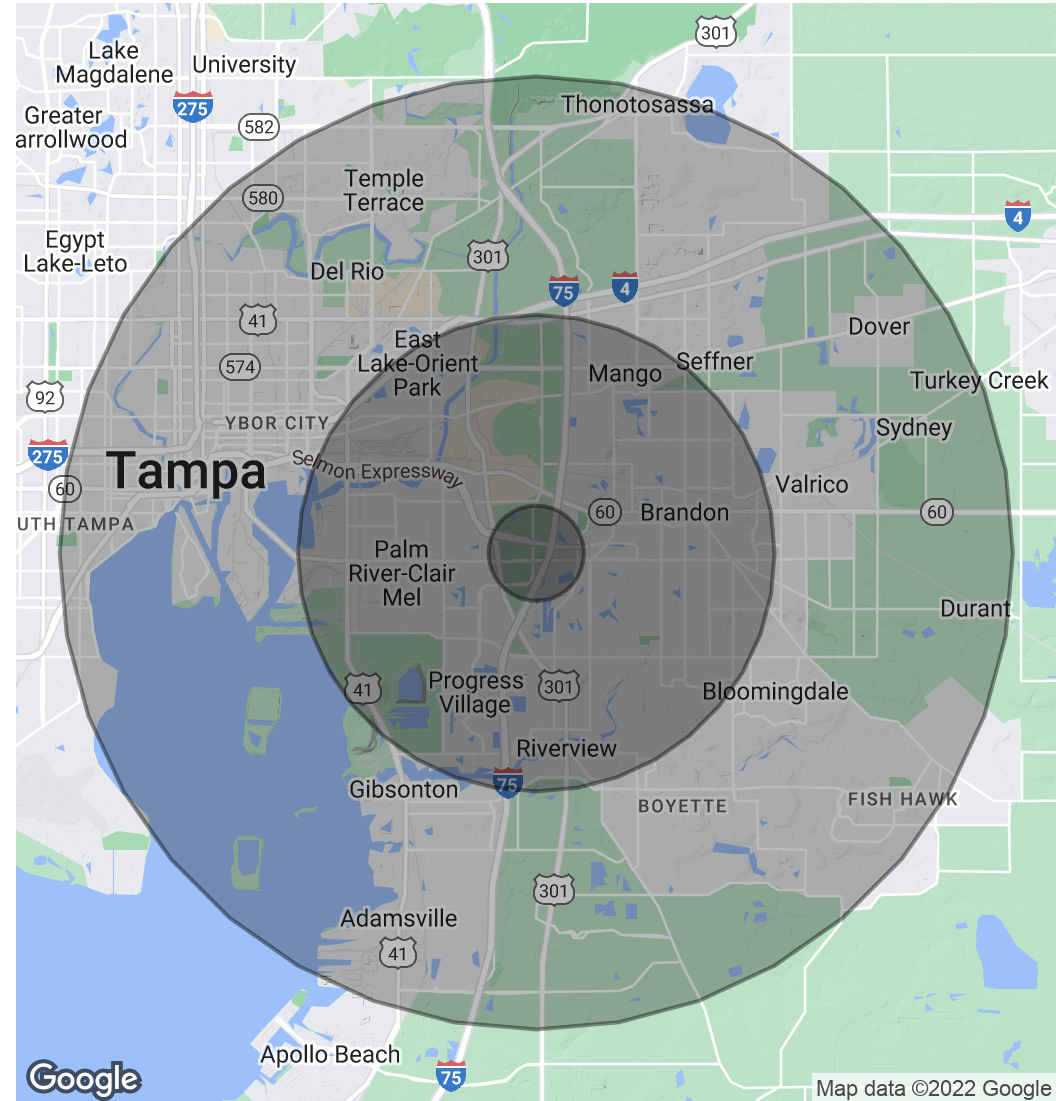 301
Lake
Magdalene
University
275
Thonotosassa
Greater
arrollwood
582
Temple
Terrace
580
4
Egypt
Lake-Leto
301
Del Rio
75
4
41
Dover
East
Lake-Orient
Park
574
Mango
Seffner
Turkey Creek
92
YBOR CITY
Sydney
275
Tampa
Selmon Expressway
60
Valrico
60
Brandon
60
UTH TAMPA
Palm
River-Clair
Mel
Durant
41
Progress
Village
301
Bloomingdale
Riverview
75
Gibsonton
BOYETTE
FISH HAWK
301
Adamsville
41
Apollo Beach
75
Google
Map data ©2022 Google